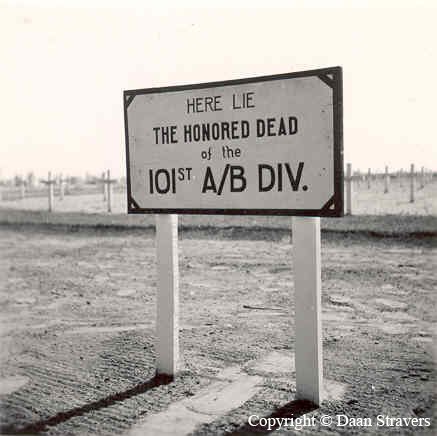 HERE LIE
THE HONORED DEAD
of the
101ST. A/B DIV.
Copyright © Daan Stravers